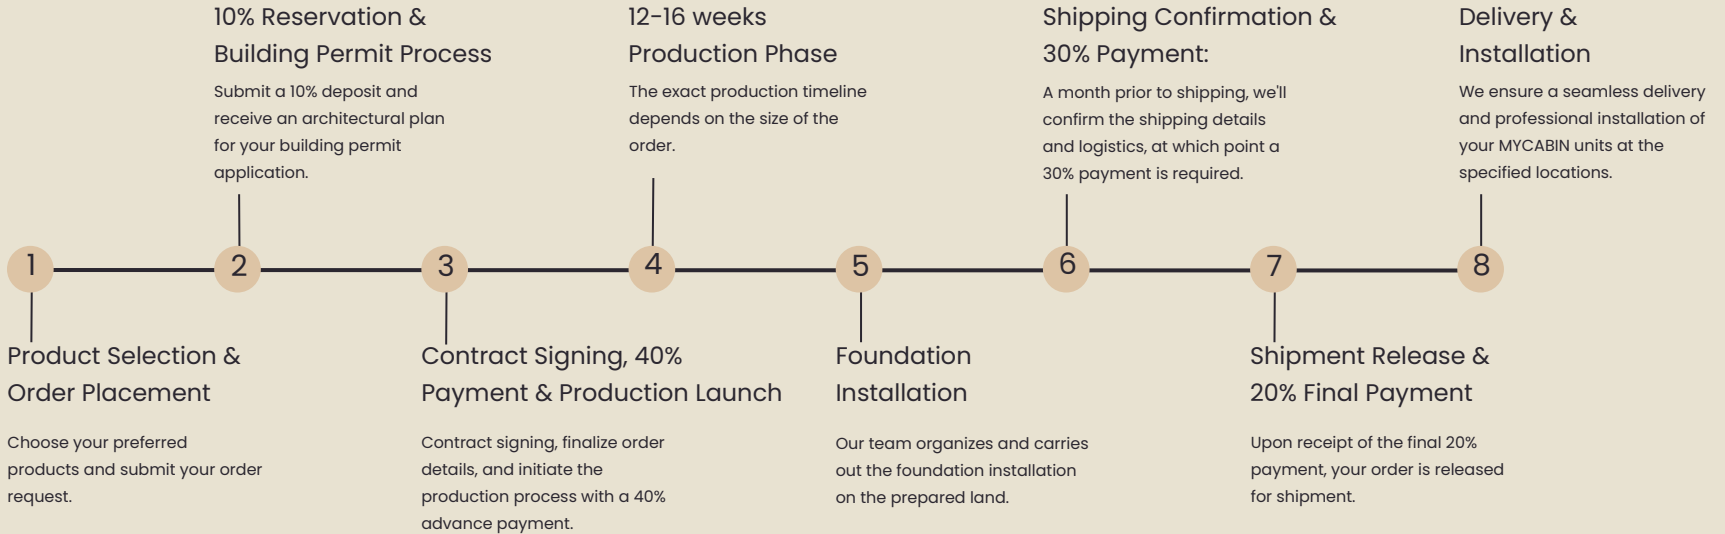 10% Reservation &
Building Permit Process
Submit a 10% deposit and
receive an architectural plan
for your building permit
application.
12-16 weeks
Production Phase
The exact production timeline
depends on the size of the
order.
Shipping Confirmation &
30% Payment:
A month prior to shipping, we'll
confirm the shipping details
and logistics, at which point a
30% payment is required.
Delivery &
Installation
We ensure a seamless delivery
and professional installation of
your MYCABIN units at the
specified locations.
1
2
3
4
5
6
7
8
Product Selection &
Order Placement
Choose your preferred
products and submit your order
request.
Contract Signing, 40%
Payment & Production Launch
Contract signing, finalize order
details, and initiate the
production process with a 40%
advance payment.
Foundation
Installation
Our team organizes and carries
out the foundation installation
on the prepared land.
Shipment Release &
20% Final Payment
Upon receipt of the final 20%
payment, your order is released
for shipment.